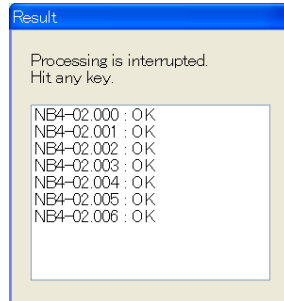 Result
Processing is interrupted.
Hit any key.
NB4-02.000 : OK
NB4-02.001 : OK
NB4-02.002 : OK
NB4-02.003 : OK
NB4-02.004 : OK
NB4-02.005 : OK
NB4-02.006 : OK